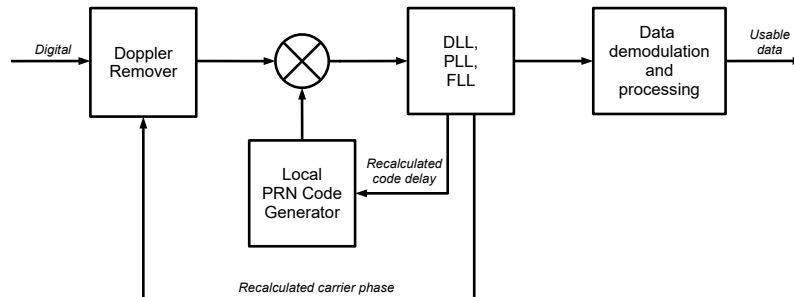 Digital
Doppler
Remover
DLL,
PLL,
FLL
Data
demodulation
and
processing
Usable
data
Local
PRN Code
Generator
Recalculated
code delay
Recalculated carrier phase